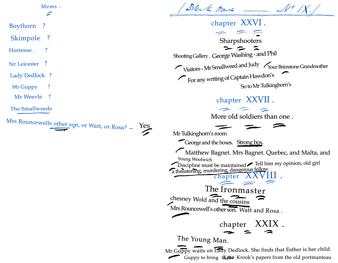 Mems:
Boythorn ?
Skimpole ?
Hortense. ?
Sir Leicester ?
Lady Dedlock ?
Mr Guppy ?
Mr Weevle ?
The Smallweeds
Mrs Rouncewells other son, or Watt, or Rosa? – Yes.
(Bleak House — No IX.)
chapter XXVI.
Sharpshooters
Shooting Gallery. George Washing - and Phil
Visitors - Mr Smallweed and Judy Your Brimstone Grandmother
For any writing of Captain Hawdon's
So to Mr Tulkinghorn's
chapter XXVII.
More old soldiers than one.
Mr Tulkinghorn's room
George and the boxes. Strong box.
Matthew Bagnet. Mrs Bagnet. Quebec, and Malta, and
Young Woolwich
Discipline must be maintained Tell him my opinion, old girl
a threatening, murdering, dangerous fellow.
chapter XXVIII.
The Ironmaster
chesney Wold and the cousins
Mrs Rouncewell's other son. Watt and Rosa.
chapter XXIX.
The Young Man.
Mr Guppy waits on Lady Dedlock. She finds that Esther is her child.
Guppy to bring Krook's papers from the old portmanteau